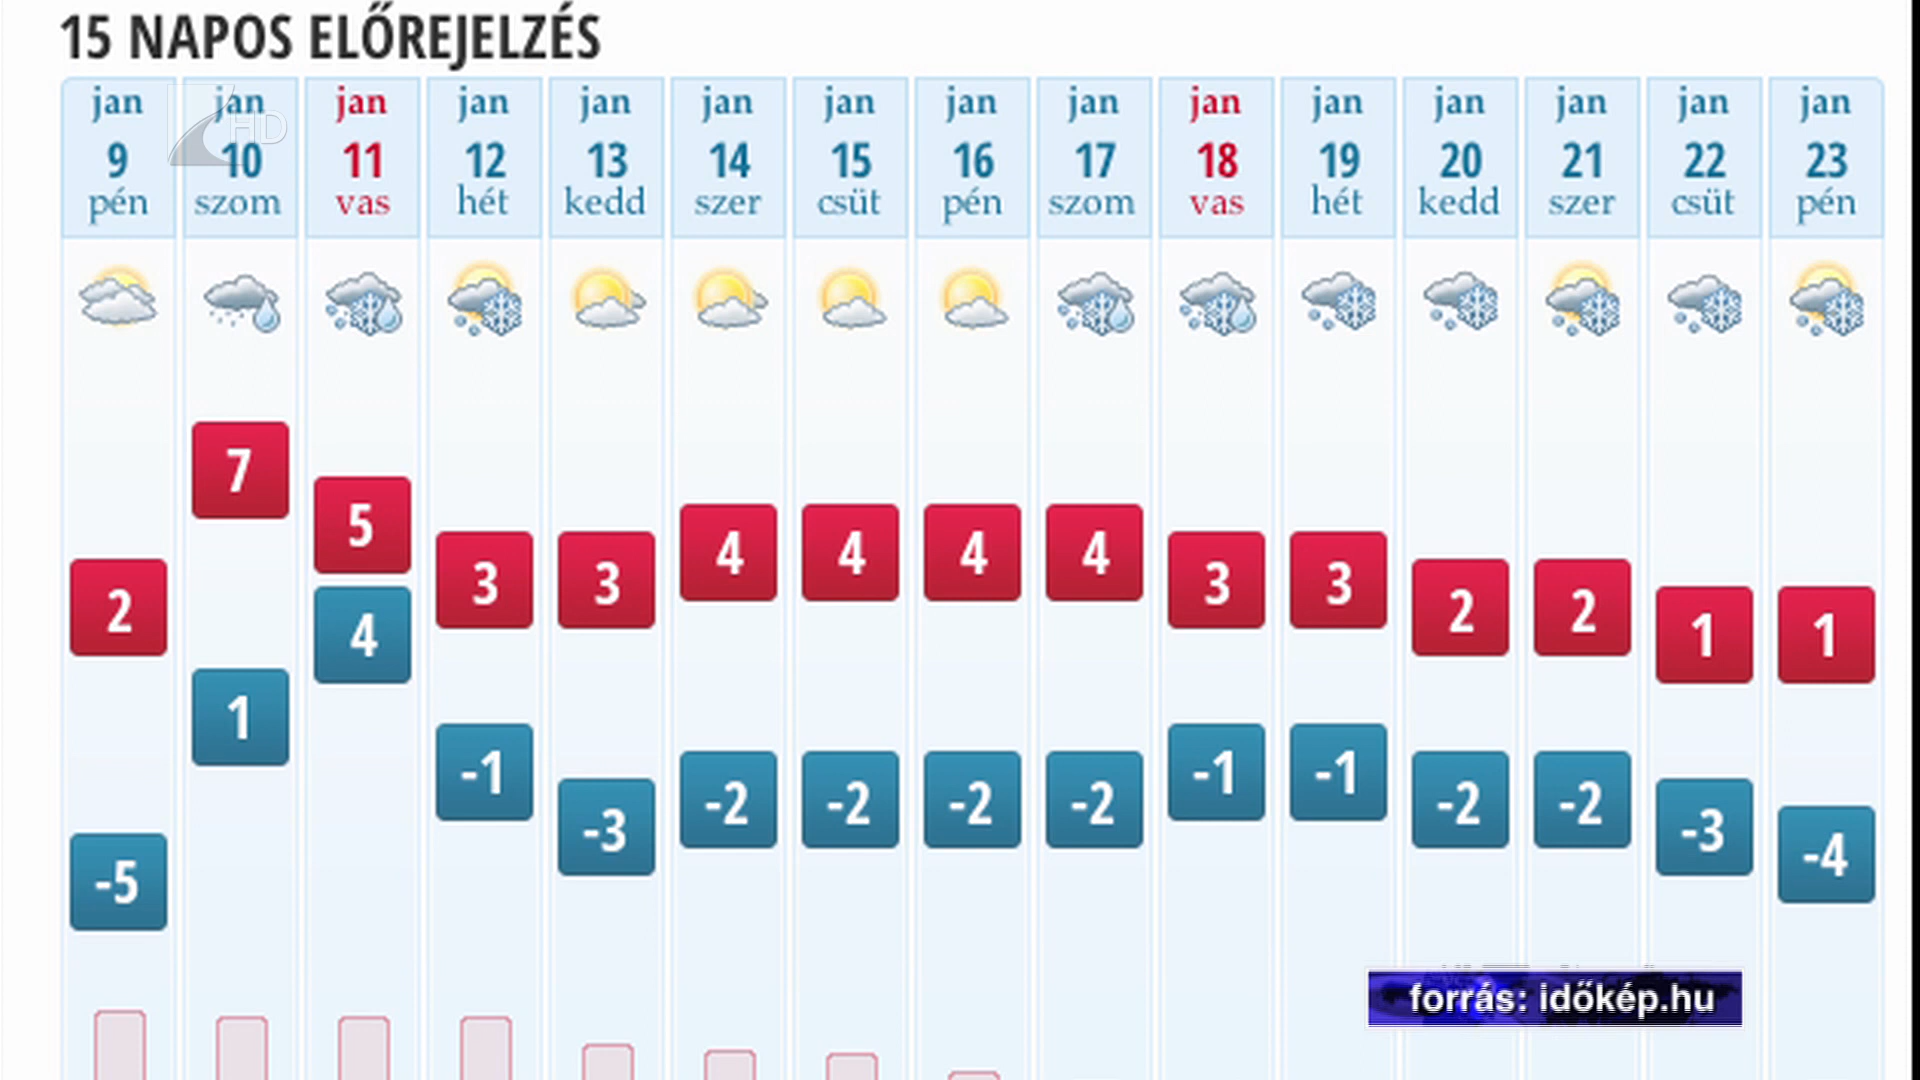 15 NAPOS ELŐREJELZÉS
jan jan jan jan jan jan jan jan jan jan jan jan jan jan jan
HD
9 10 11 12 13 14 15 16 17 18 19 20 21 22 23
pén szom vas hét kedd szer csüt pén szom vas hét kedd szer csüt pén
2 7 5 3 3 4 4 4 4 3 3 2 2 1 1
-5 1 4 -1 -3 -2 -2 -2 -2 -1 -1 -2 -2 -3 -4
forrás: időkép.hu